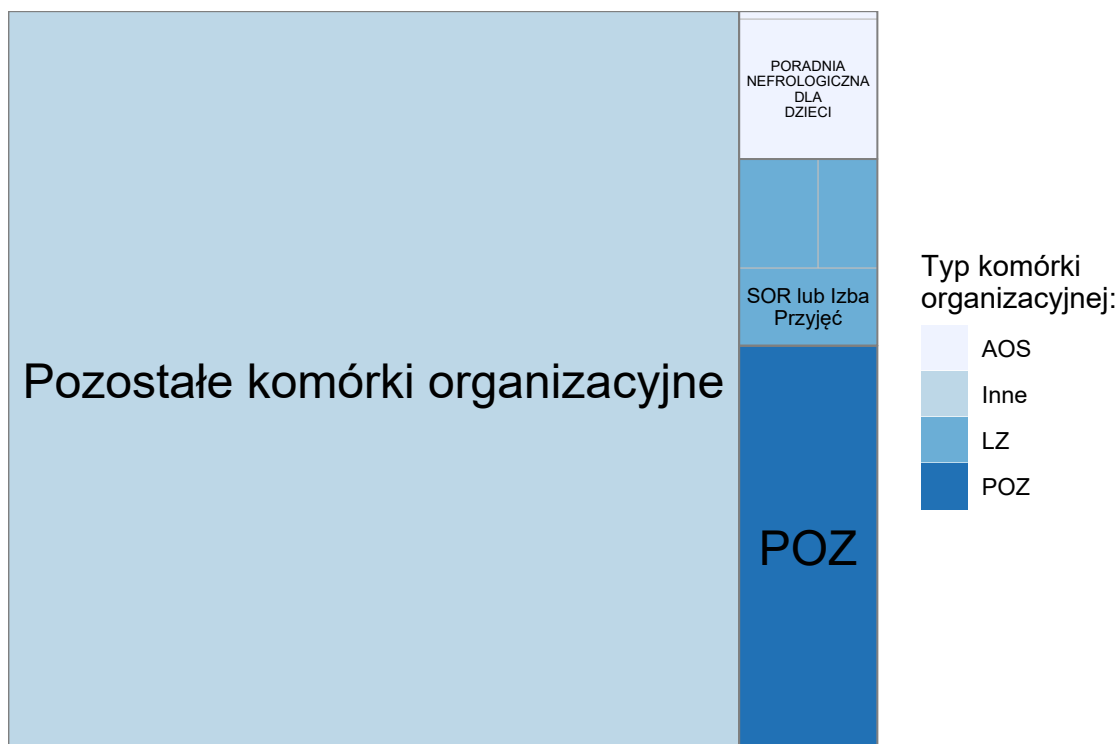 Pozostałe komórki organizacyjne
PORADNIA
NEFROLOGICZNA
DLA
DZIECI
SOR lub Izba
Przyjęć
POZ
Typ komórki
organizacyjnej:
AOS
Inne
LZ
POZ